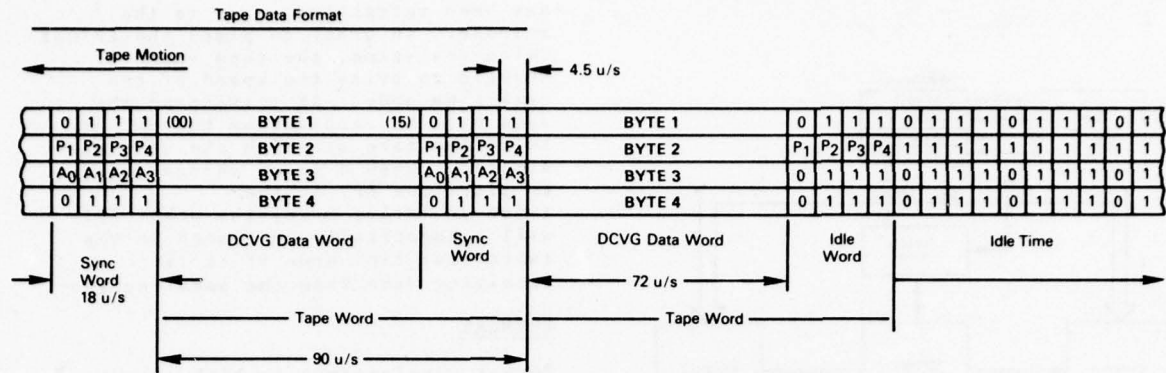 Tape Data Format
Tape Motion
4.5 u/s
0 1 1 1 (00) BYTE 1 (15) 0 1 1 1 BYTE 1 0 1 1 1 0 1 1 1 0 1 1 1 0 1
P1 P2 P3 P4 BYTE 2 P1 P2 P3 P4 BYTE 2 P1 P2 P3 P4 0 1 1 1 0 1 1 1 0 1
A0 A1 A2 A3 BYTE 3 A0 A1 A2 A3 BYTE 3 0 1 1 1 0 1 1 1 0 1 1 1 0 1
0 1 1 1 BYTE 4 0 1 1 1 BYTE 4 0 1 1 1 0 1 1 1 0 1 1 1 0 1
DCVG Data Word
Sync
Word
DCVG Data Word
Idle
Word
Idle Time
Sync
Word
18 u/s
72 u/s
Tape Word
Tape Word
90 u/s